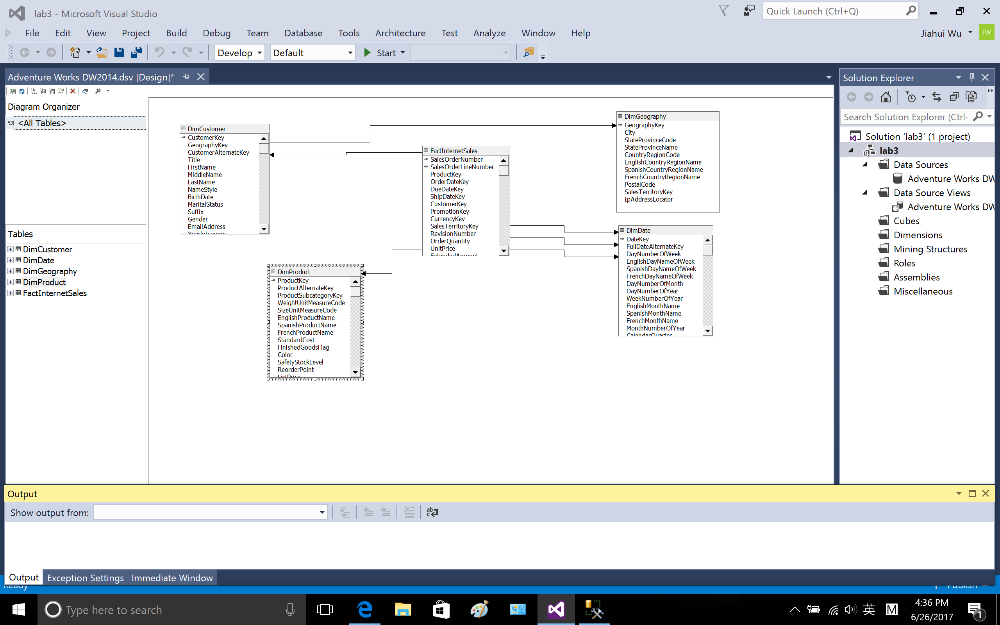 lab3 - Microsoft Visual Studio
Quick Launch (Ctrl+Q)
File Edit View Project Build Debug Team Database Tools Architecture Test Analyze Window Help
Jiahui Wu JW
Develop Default Start
Adventure Works DW2014.dsv [Design]*
Diagram Organizer
<All Tables>
Tables
DimCustomer
DimDate
DimGeography
DimProduct
FactInternetSales
DimCustomer
CustomerKey
GeographyKey
CustomerAlternateKey
Title
FirstName
MiddleName
LastName
NameStyle
BirthDate
MaritalStatus
Suffix
Gender
EmailAddress
YearlyIncome
FactInternetSales
SalesOrderNumber
SalesOrderLineNumber
ProductKey
OrderDateKey
DueDateKey
ShipDateKey
CustomerKey
PromotionKey
CurrencyKey
SalesTerritoryKey
RevisionNumber
OrderQuantity
UnitPrice
ExtendedAmount
DimGeography
GeographyKey
City
StateProvinceCode
StateProvinceName
CountryRegionCode
EnglishCountryRegionName
SpanishCountryRegionName
FrenchCountryRegionName
PostalCode
SalesTerritoryKey
IpAddressLocator
DimDate
DateKey
FullDateAlternateKey
DayNumberOfWeek
EnglishDayNameOfWeek
SpanishDayNameOfWeek
FrenchDayNameOfWeek
DayNumberOfMonth
DayNumberOfYear
WeekNumberOfYear
EnglishMonthName
SpanishMonthName
FrenchMonthName
MonthNumberOfYear
CalendarQuarter
DimProduct
ProductKey
ProductAlternateKey
ProductSubcategoryKey
WeightUnitMeasureCode
SizeUnitMeasureCode
EnglishProductName
SpanishProductName
FrenchProductName
StandardCost
FinishedGoodsFlag
Color
SafetyStockLevel
ReorderPoint
ListPrice
Solution Explorer
Search Solution Explorer (Ctrl-
Solution 'lab3' (1 project)
lab3
Data Sources
Adventure Works DW
Data Source Views
Adventure Works DW
Cubes
Dimensions
Mining Structures
Roles
Assemblies
Miscellaneous
Output
Show output from:
Output Exception Settings Immediate Window
Ready Publish
Type here to search
英 M
4:36 PM
6/26/2017
1